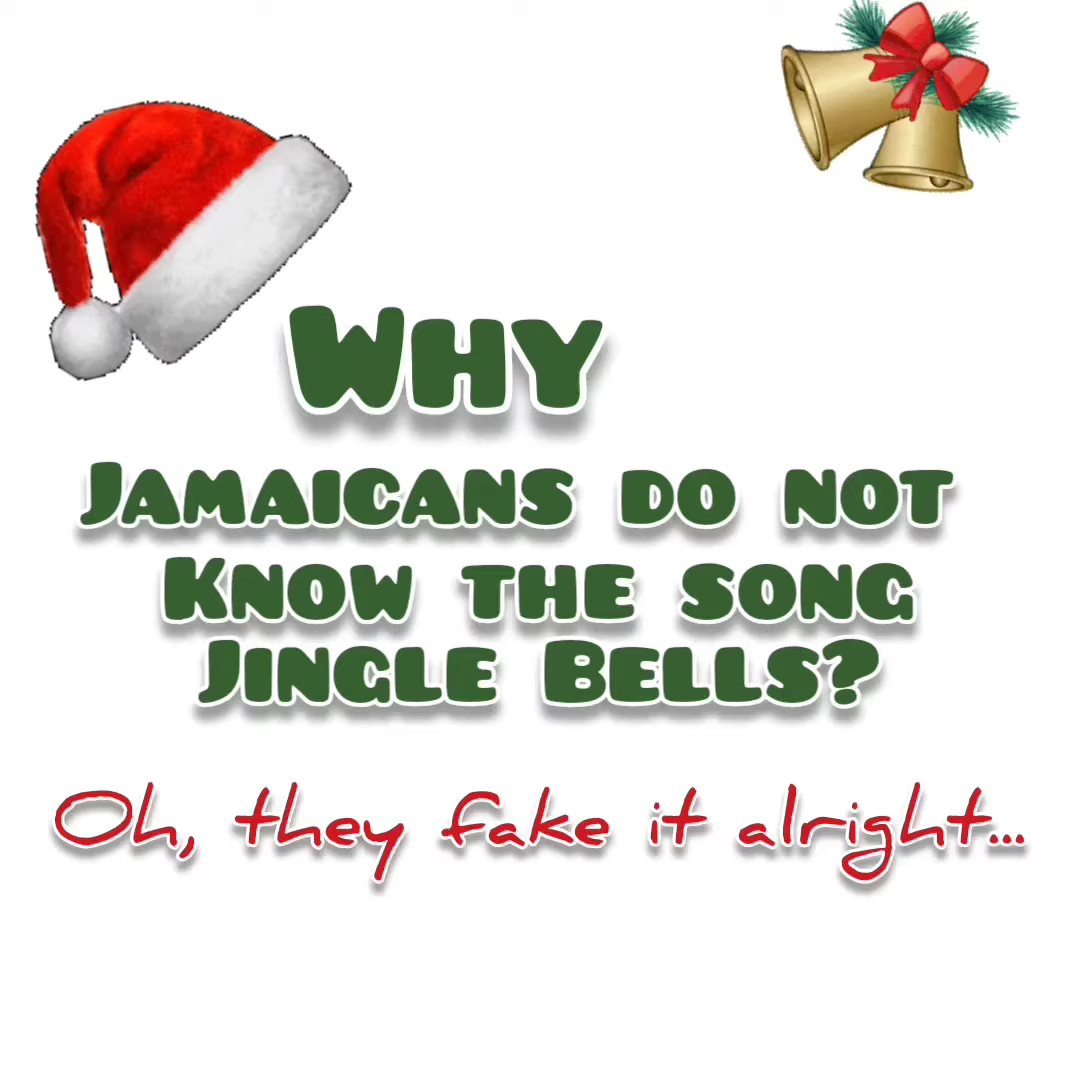 Why
Jamaicans do not
Know the song
Jingle Bells?
Oh, they fake it alright...